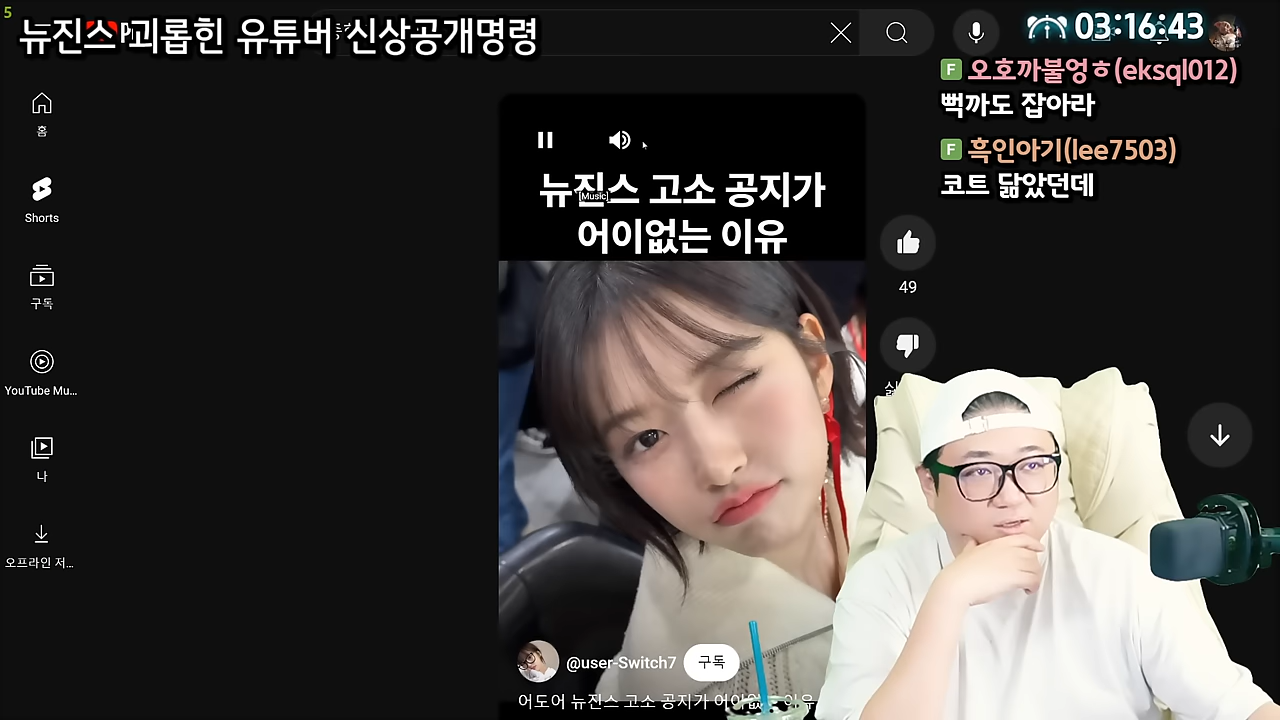 5
뉴진스 괴롭힌 유튜버 신상공개명령
03:16:43
F 오호까불엉ㅎ(eksql012)
뻑까도 잡아라
F 흑인아기(lee7503)
코트 닮았던데
홈
Shorts
구독
YouTube Mu...
나
오프라인 저...
뉴진스 고소 공지가
[Music]
어이없는 이유
49
@user-Switch7 구독
어도어 뉴진스 고소 공지가 어이없는 이유